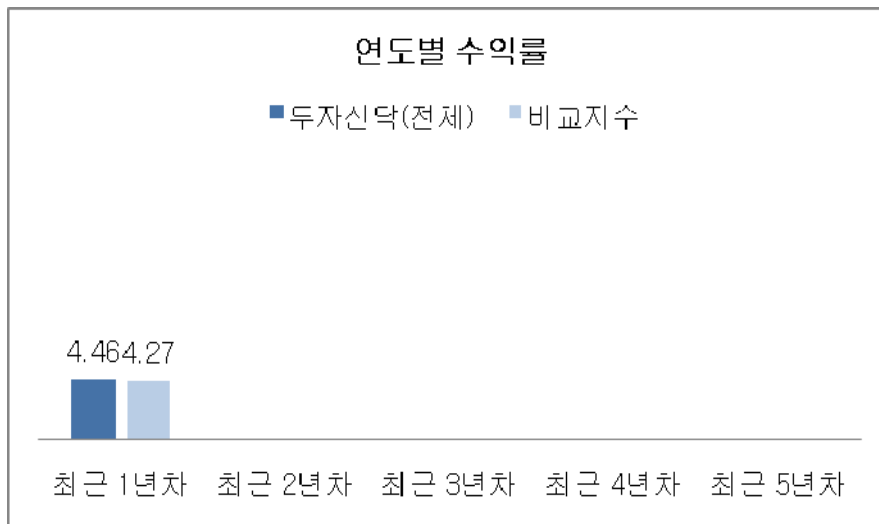 연도별 수익률
투자신탁(전체) 비교지수
4.46 4.27
최근 1년차 최근 2년차 최근 3년차 최근 4년차 최근 5년차